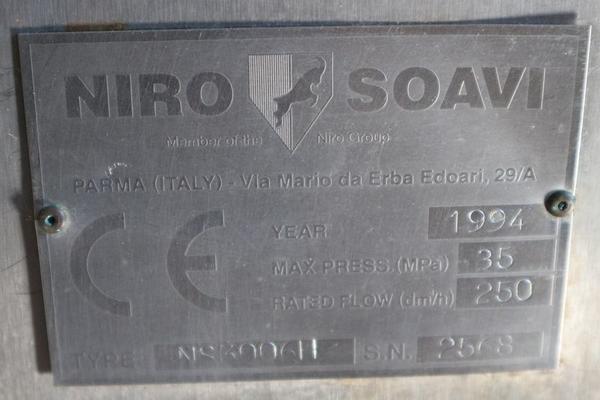 NIRO SOAVI
Member of the Niro Group
PARMA (ITALY) - Via Mario da Erba Edoari, 29/A
CE
YEAR 1994
MAX PRESS. (MPa) 35
RATED FLOW (dm³/h) 250
TYPE NS3006H S.N. 2568